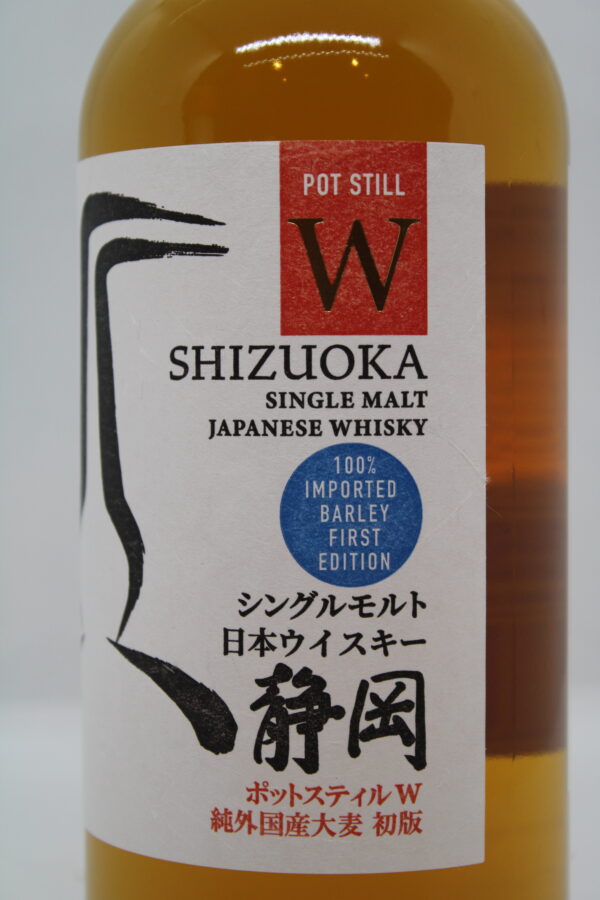 POT STILL
W
SHIZUOKA
SINGLE MALT
JAPANESE WHISKY
100%
IMPORTED
BARLEY
FIRST
EDITION
シングルモルト
日本ウイスキー
静岡
ポットスティルW
純外国産大麦 初版